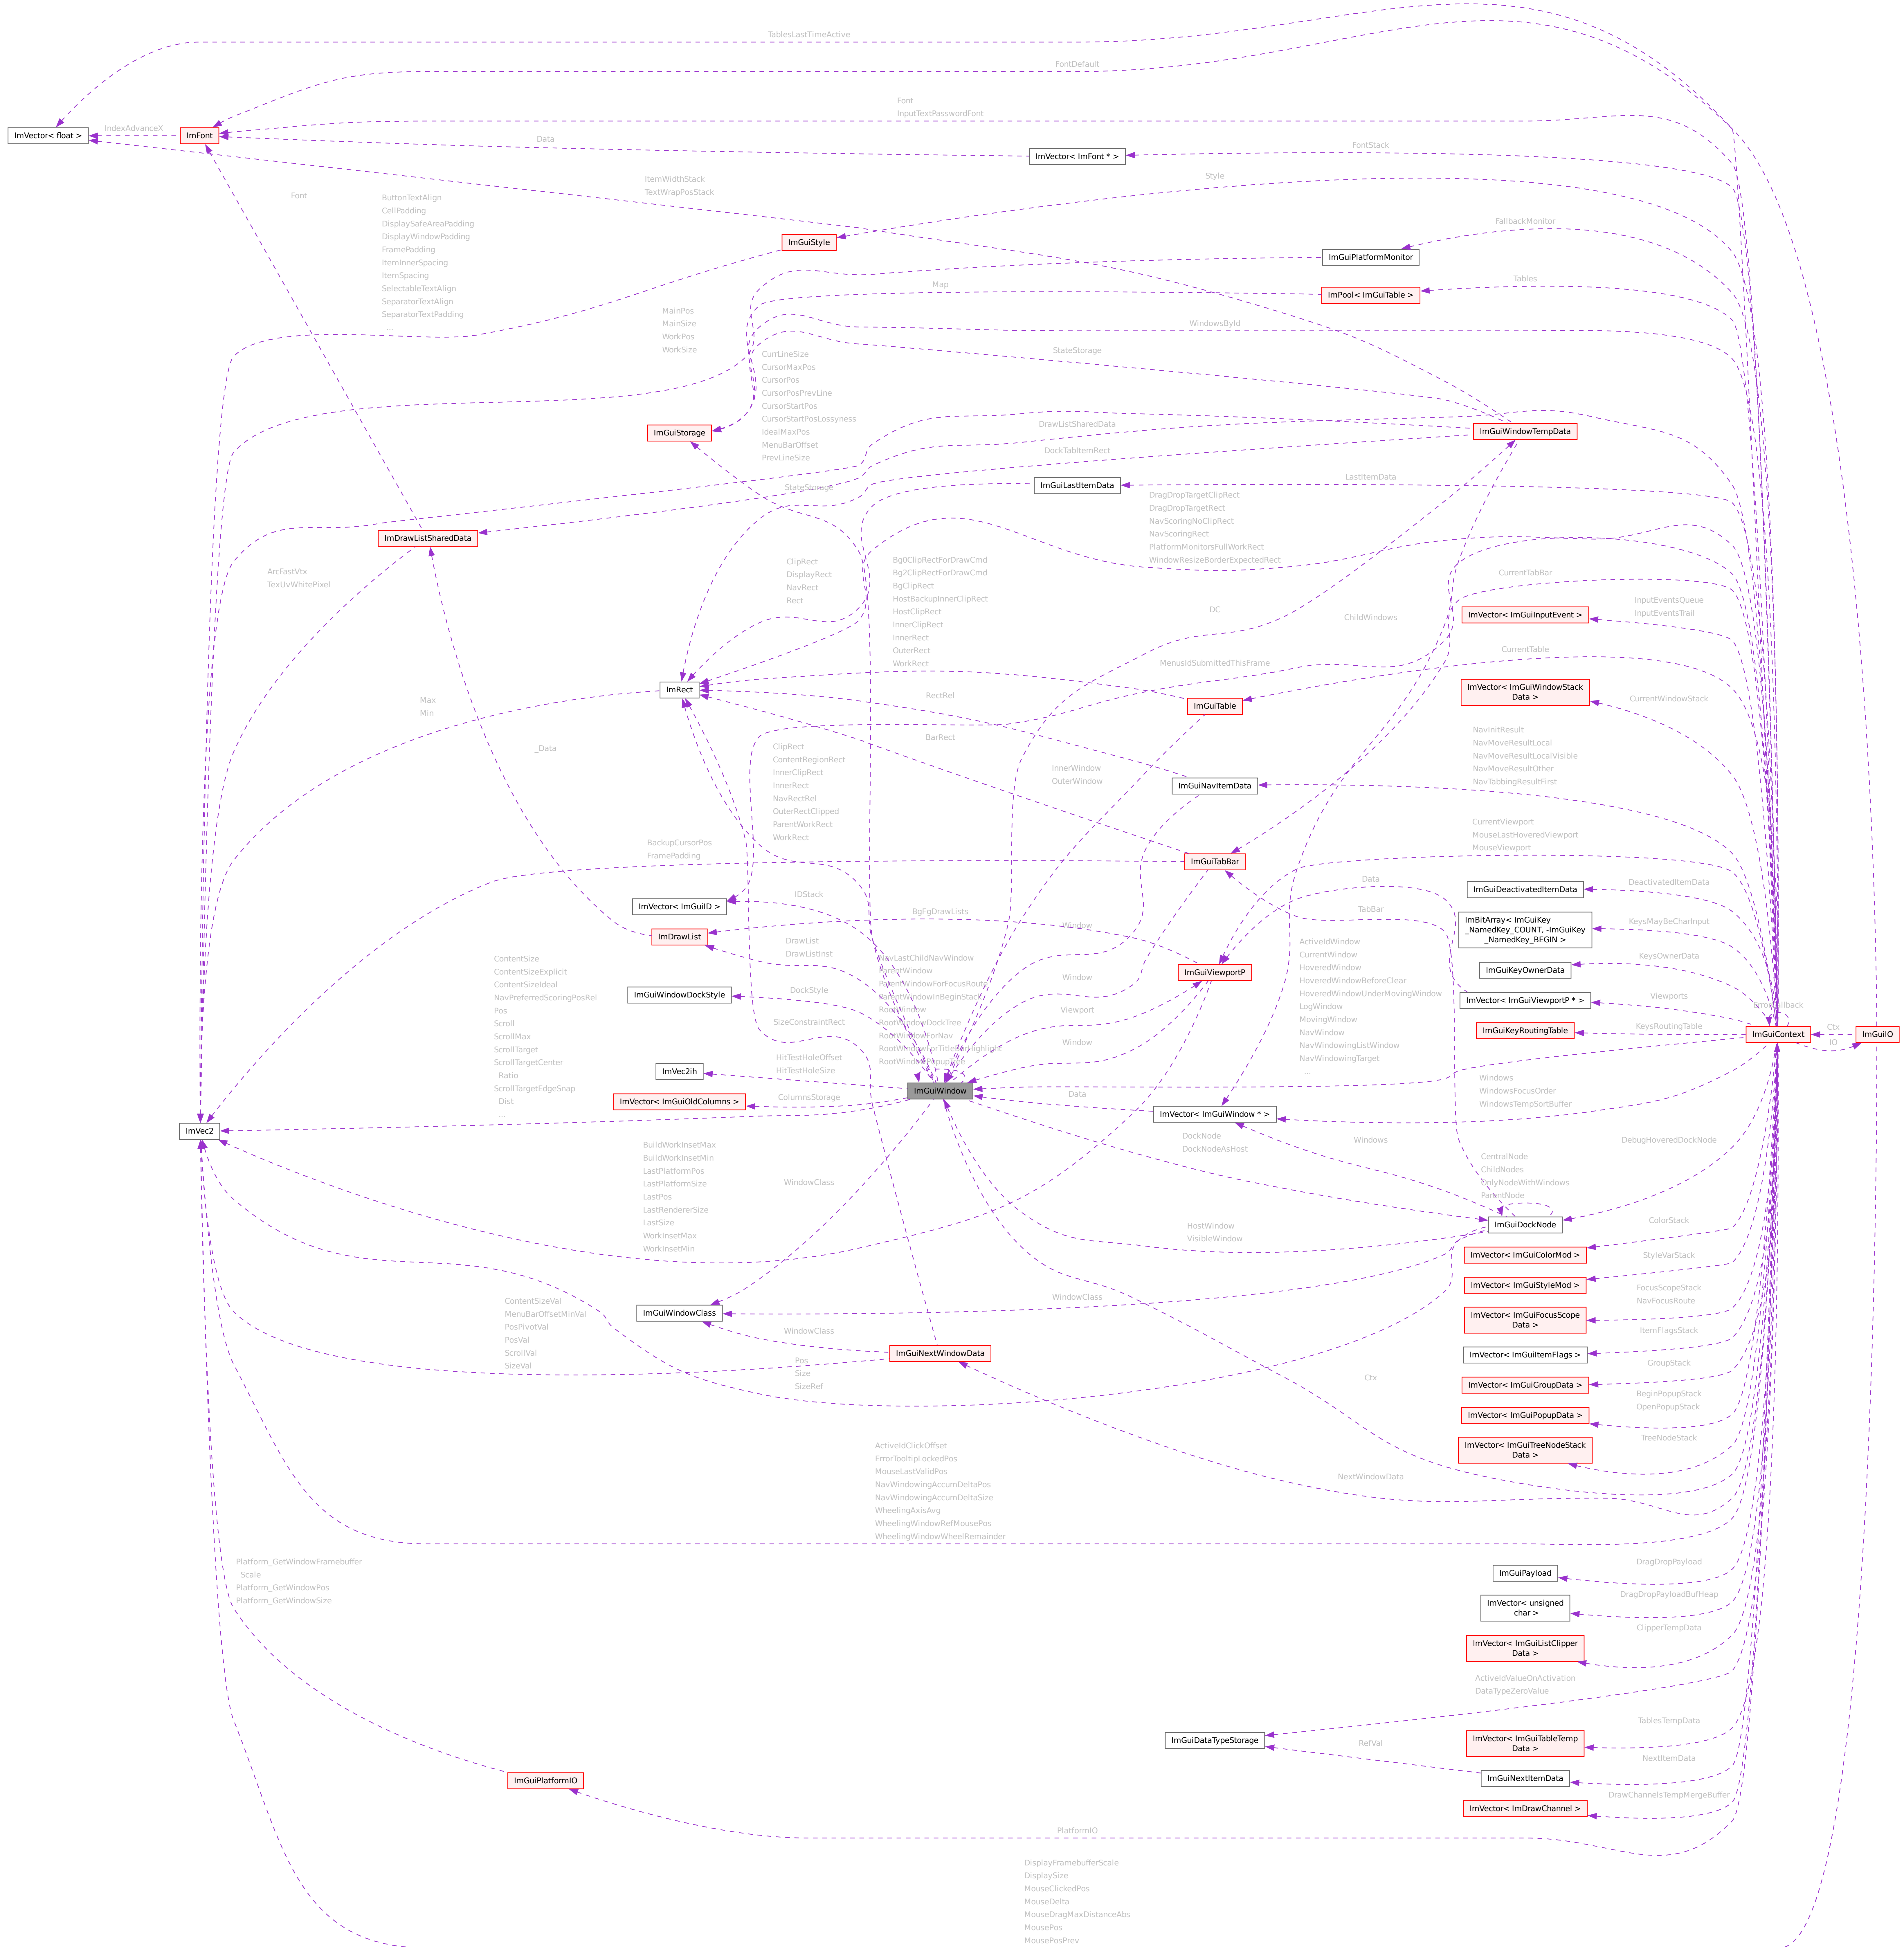 TablesLastTimeActive
FontDefault
Font
InputTextPasswordFont
ImVector< float >
IndexAdvanceX
ImFont
Data
ImVector< ImFont * >
FontStack
Style
ItemWidthStack
TextWrapPosStack
Font
ButtonTextAlign
CellPadding
DisplaySafeAreaPadding
DisplayWindowPadding
FramePadding
ItemInnerSpacing
ItemSpacing
SelectableTextAlign
SeparatorTextAlign
SeparatorTextPadding
...
ImGuiStyle
FallbackMonitor
ImGuiPlatformMonitor
Map
Tables
ImPool< ImGuiTable >
MainPos
MainSize
WorkPos
WorkSize
WindowsById
StateStorage
CurrLineSize
CursorMaxPos
CursorPos
CursorPosPrevLine
CursorStartPos
CursorStartPosLossyness
IdealMaxPos
MenuBarOffset
PrevLineSize
ImGuiStorage
DrawListSharedData
ImGuiWindowTempData
DockTabItemRect
StateStorage
ImGuiLastItemData
LastItemData
DragDropTargetClipRect
DragDropTargetRect
NavScoringNoClipRect
NavScoringRect
PlatformMonitorsFullWorkRect
WindowResizeBorderExpectedRect
ImDrawListSharedData
ArcFastVtx
TexUvWhitePixel
ClipRect
DisplayRect
NavRect
Rect
Bg0ClipRectForDrawCmd
Bg2ClipRectForDrawCmd
BgClipRect
HostBackupInnerClipRect
HostClipRect
InnerClipRect
InnerRect
OuterRect
WorkRect
DC
ChildWindows
CurrentTabBar
ImVector< ImGuiInputEvent >
InputEventsQueue
InputEventsTrail
CurrentTable
MenusIdSubmittedThisFrame
ImRect
RectRel
ImGuiTable
ImVector< ImGuiWindowStack
Data >
CurrentWindowStack
Max
Min
_Data
BarRect
ClipRect
ContentRegionRect
InnerClipRect
InnerRect
NavRectRel
OuterRectClipped
ParentWorkRect
WorkRect
InnerWindow
OuterWindow
ImGuiNavItemData
NavInitResult
NavMoveResultLocal
NavMoveResultLocalVisible
NavMoveResultOther
NavTabbingResultFirst
BackupCursorPos
FramePadding
ImGuiTabBar
CurrentViewport
MouseLastHoveredViewport
MouseViewport
Data
TabBar
ImGuiDeactivatedItemData
DeactivatedItemData
ImVector< ImGuiID >
IDStack
BgFgDrawLists
Window
ImBitArray< ImGuiKey
_NamedKey_COUNT, -ImGuiKey
_NamedKey_BEGIN >
KeysMayBeCharInput
ImDrawList
DrawList
DrawListInst
ImGuiKeyOwnerData
KeysOwnerData
ContentSize
ContentSizeExplicit
ContentSizeIdeal
NavPreferredScoringPosRel
Pos
Scroll
ScrollMax
ScrollTarget
ScrollTargetCenter
Ratio
ScrollTargetEdgeSnap
Dist
...
ImGuiWindowDockStyle
DockStyle
NavLastChildNavWindow
ParentWindow
ParentWindowForFocusRoute
ParentWindowInBeginStack
RootWindow
RootWindowDockTree
RootWindowForNav
Window
ImGuiViewportP
Viewport
Window
ActiveIdWindow
CurrentWindow
HoveredWindow
HoveredWindowBeforeClear
HoveredWindowUnderMovingWindow
LogWindow
MovingWindow
NavWindow
NavWindowingListWindow
NavWindowingTarget
...
ImVector< ImGuiViewportP * >
Viewports
ImGuiKeyRoutingTable
KeysRoutingTable
ImGuiContext
Ctx
IO
ImGuiIO
SizeConstraintRect
ImVec2ih
HitTestHoleOffset
HitTestHoleSize
ImGuiWindow
ImVector< ImGuiOldColumns >
ColumnsStorage
Data
ImVector< ImGuiWindow * >
Windows
WindowsFocusOrder
WindowsTempSortBuffer
ImVec2
BuildWorkInsetMax
BuildWorkInsetMin
LastPlatformPos
LastPlatformSize
LastPos
LastRendererSize
LastSize
WorkInsetMax
WorkInsetMin
WindowClass
DockNode
DockNodeAsHost
Windows
CentralNode
ChildNodes
OnlyNodeWithWindows
ParentNode
DebugHoveredDockNode
HostWindow
VisibleWindow
ImGuiDockNode
ImVector< ImGuiColorMod >
ColorStack
ImVector< ImGuiStyleMod >
StyleVarStack
ImGuiWindowClass
WindowClass
ImVector< ImGuiFocusScope
Data >
FocusScopeStack
NavFocusRoute
ContentSizeVal
MenuBarOffsetMinVal
PosPivotVal
PosVal
ScrollVal
SizeVal
WindowClass
ImGuiNextWindowData
ImVector< ImGuiItemFlags >
ItemFlagsStack
Pos
Size
SizeRef
Ctx
ImVector< ImGuiGroupData >
GroupStack
ImVector< ImGuiPopupData >
BeginPopupStack
OpenPopupStack
ImVector< ImGuiTreeNodeStack
Data >
TreeNodeStack
NextWindowData
ActiveIdClickOffset
ErrorTooltipLockedPos
MouseLastValidPos
NavWindowingAccumDeltaPos
NavWindowingAccumDeltaSize
WheelingAxisAvg
WheelingWindowRefMousePos
WheelingWindowWheelRemainder
Platform_GetWindowFramebuffer
Scale
Platform_GetWindowPos
Platform_GetWindowSize
ImGuiPayload
DragDropPayload
ImVector< unsigned
char >
DragDropPayloadBufHeap
ImVector< ImGuiListClipper
Data >
ClipperTempData
ActiveIdValueOnActivation
DataTypeZeroValue
ImGuiDataTypeStorage
RefVal
ImVector< ImGuiTableTemp
Data >
TablesTempData
ImGuiNextItemData
NextItemData
ImGuiPlatformIO
ImVector< ImDrawChannel >
DrawChannelsTempMergeBuffer
PlatformIO
DisplayFramebufferScale
DisplaySize
MouseClickedPos
MouseDelta
MouseDragMaxDistanceAbs
MousePos
MousePosPrev